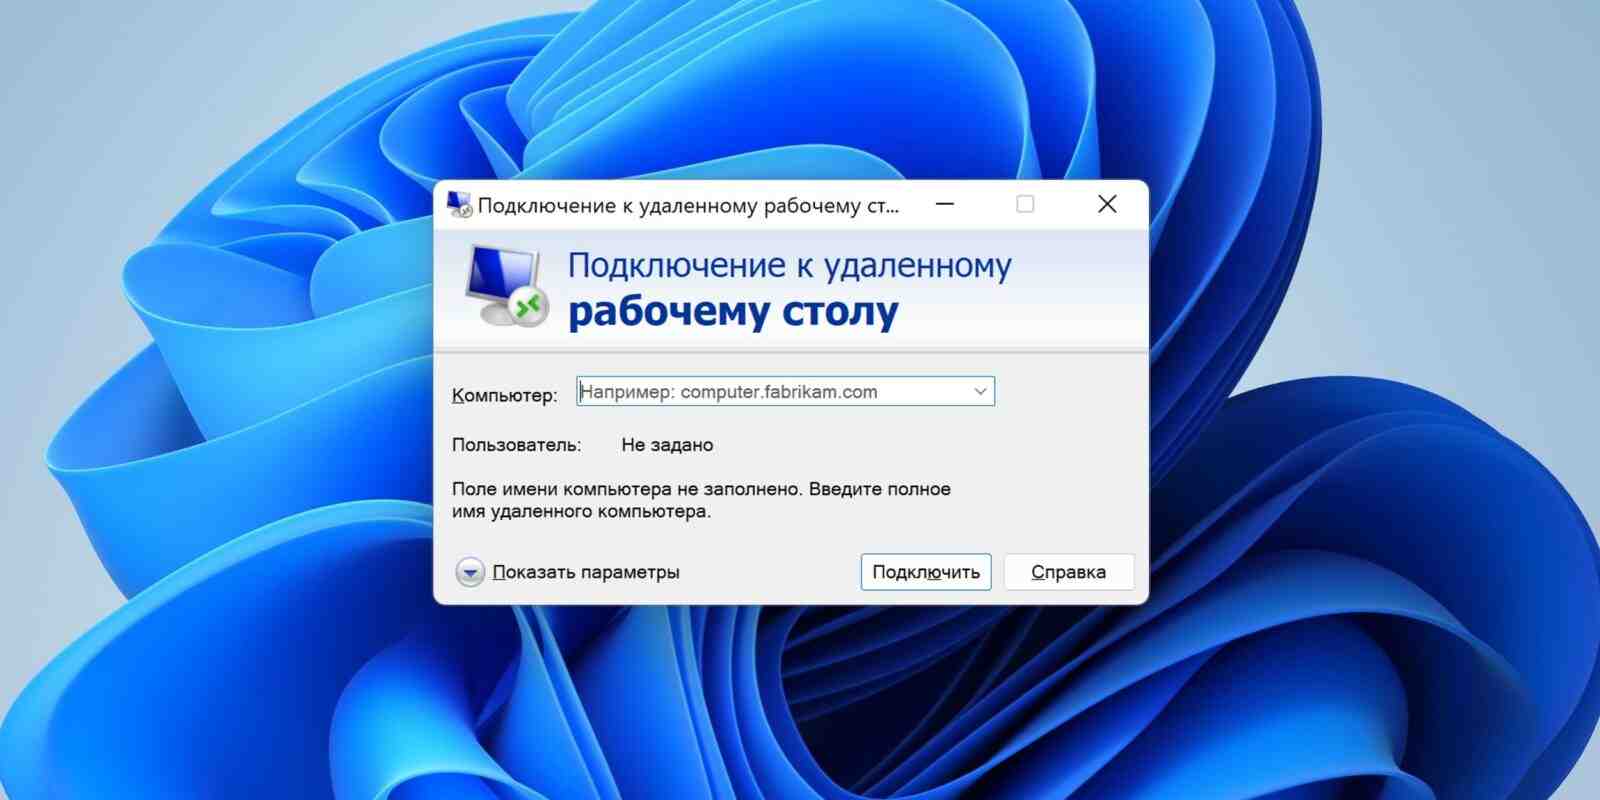 Подключение к удаленному рабочему ст...
Подключение к удаленному
рабочему столу
Компьютер: Например: computer.fabrikam.com
Пользователь: Не задано
Поле имени компьютера не заполнено. Введите полное
имя удаленного компьютера.
Показать параметры Подключить Справка